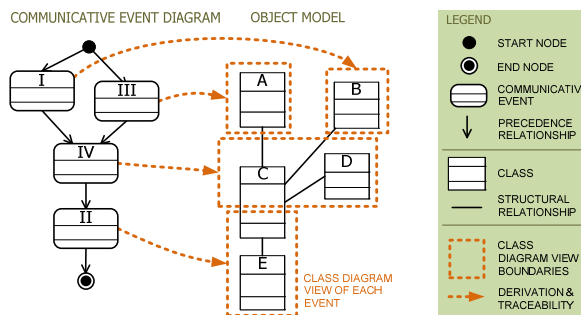 COMMUNICATIVE EVENT DIAGRAM
OBJECT MODEL
I
III
IV
II
A
B
C
D
E
CLASS DIAGRAM
VIEW OF EACH
EVENT
LEGEND
START NODE
END NODE
COMMUNICATIVE
EVENT
PRECEDENCE
RELATIONSHIP
CLASS
STRUCTURAL
RELATIONSHIP
CLASS
DIAGRAM VIEW
BOUNDARIES
DERIVATION &
TRACEABILITY